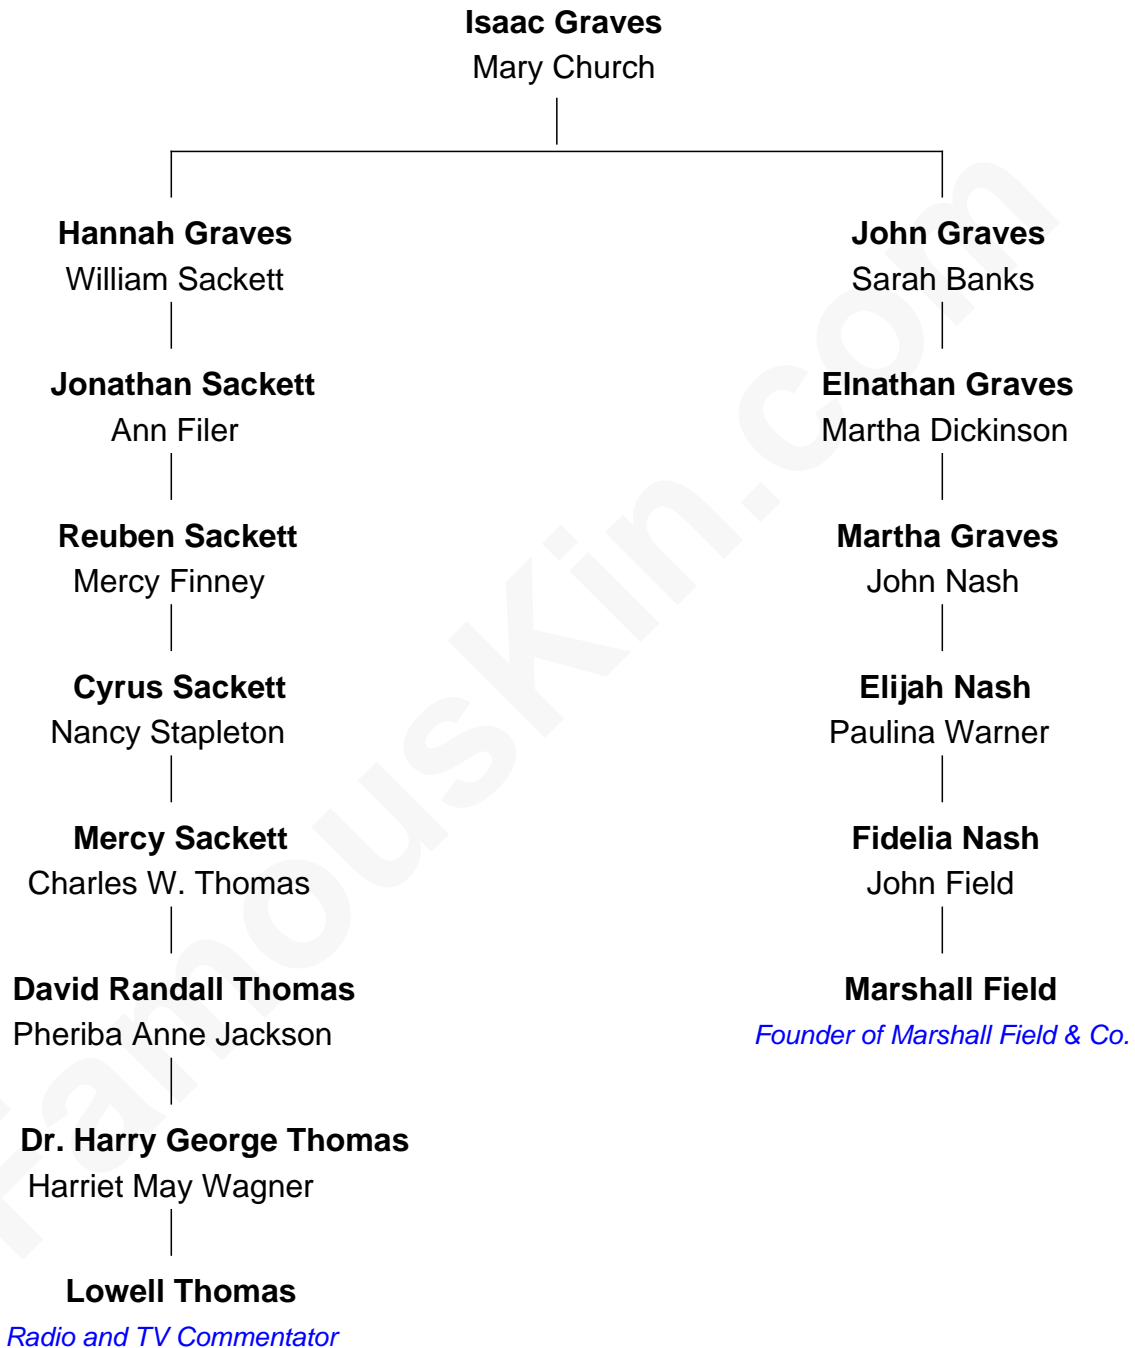 Isaac Graves
Mary Church
Hannah Graves
William Sackett
Jonathan Sackett
Ann Filer
Reuben Sackett
Mercy Finney
Cyrus Sackett
Nancy Stapleton
Mercy Sackett
Charles W. Thomas
David Randall Thomas
Pheriba Anne Jackson
Dr. Harry George Thomas
Harriet May Wagner
Lowell Thomas
Radio and TV Commentator
John Graves
Sarah Banks
Elnathan Graves
Martha Dickinson
Martha Graves
John Nash
Elijah Nash
Paulina Warner
Fidelia Nash
John Field
Marshall Field
Founder of Marshall Field & Co.
FamousKin.com